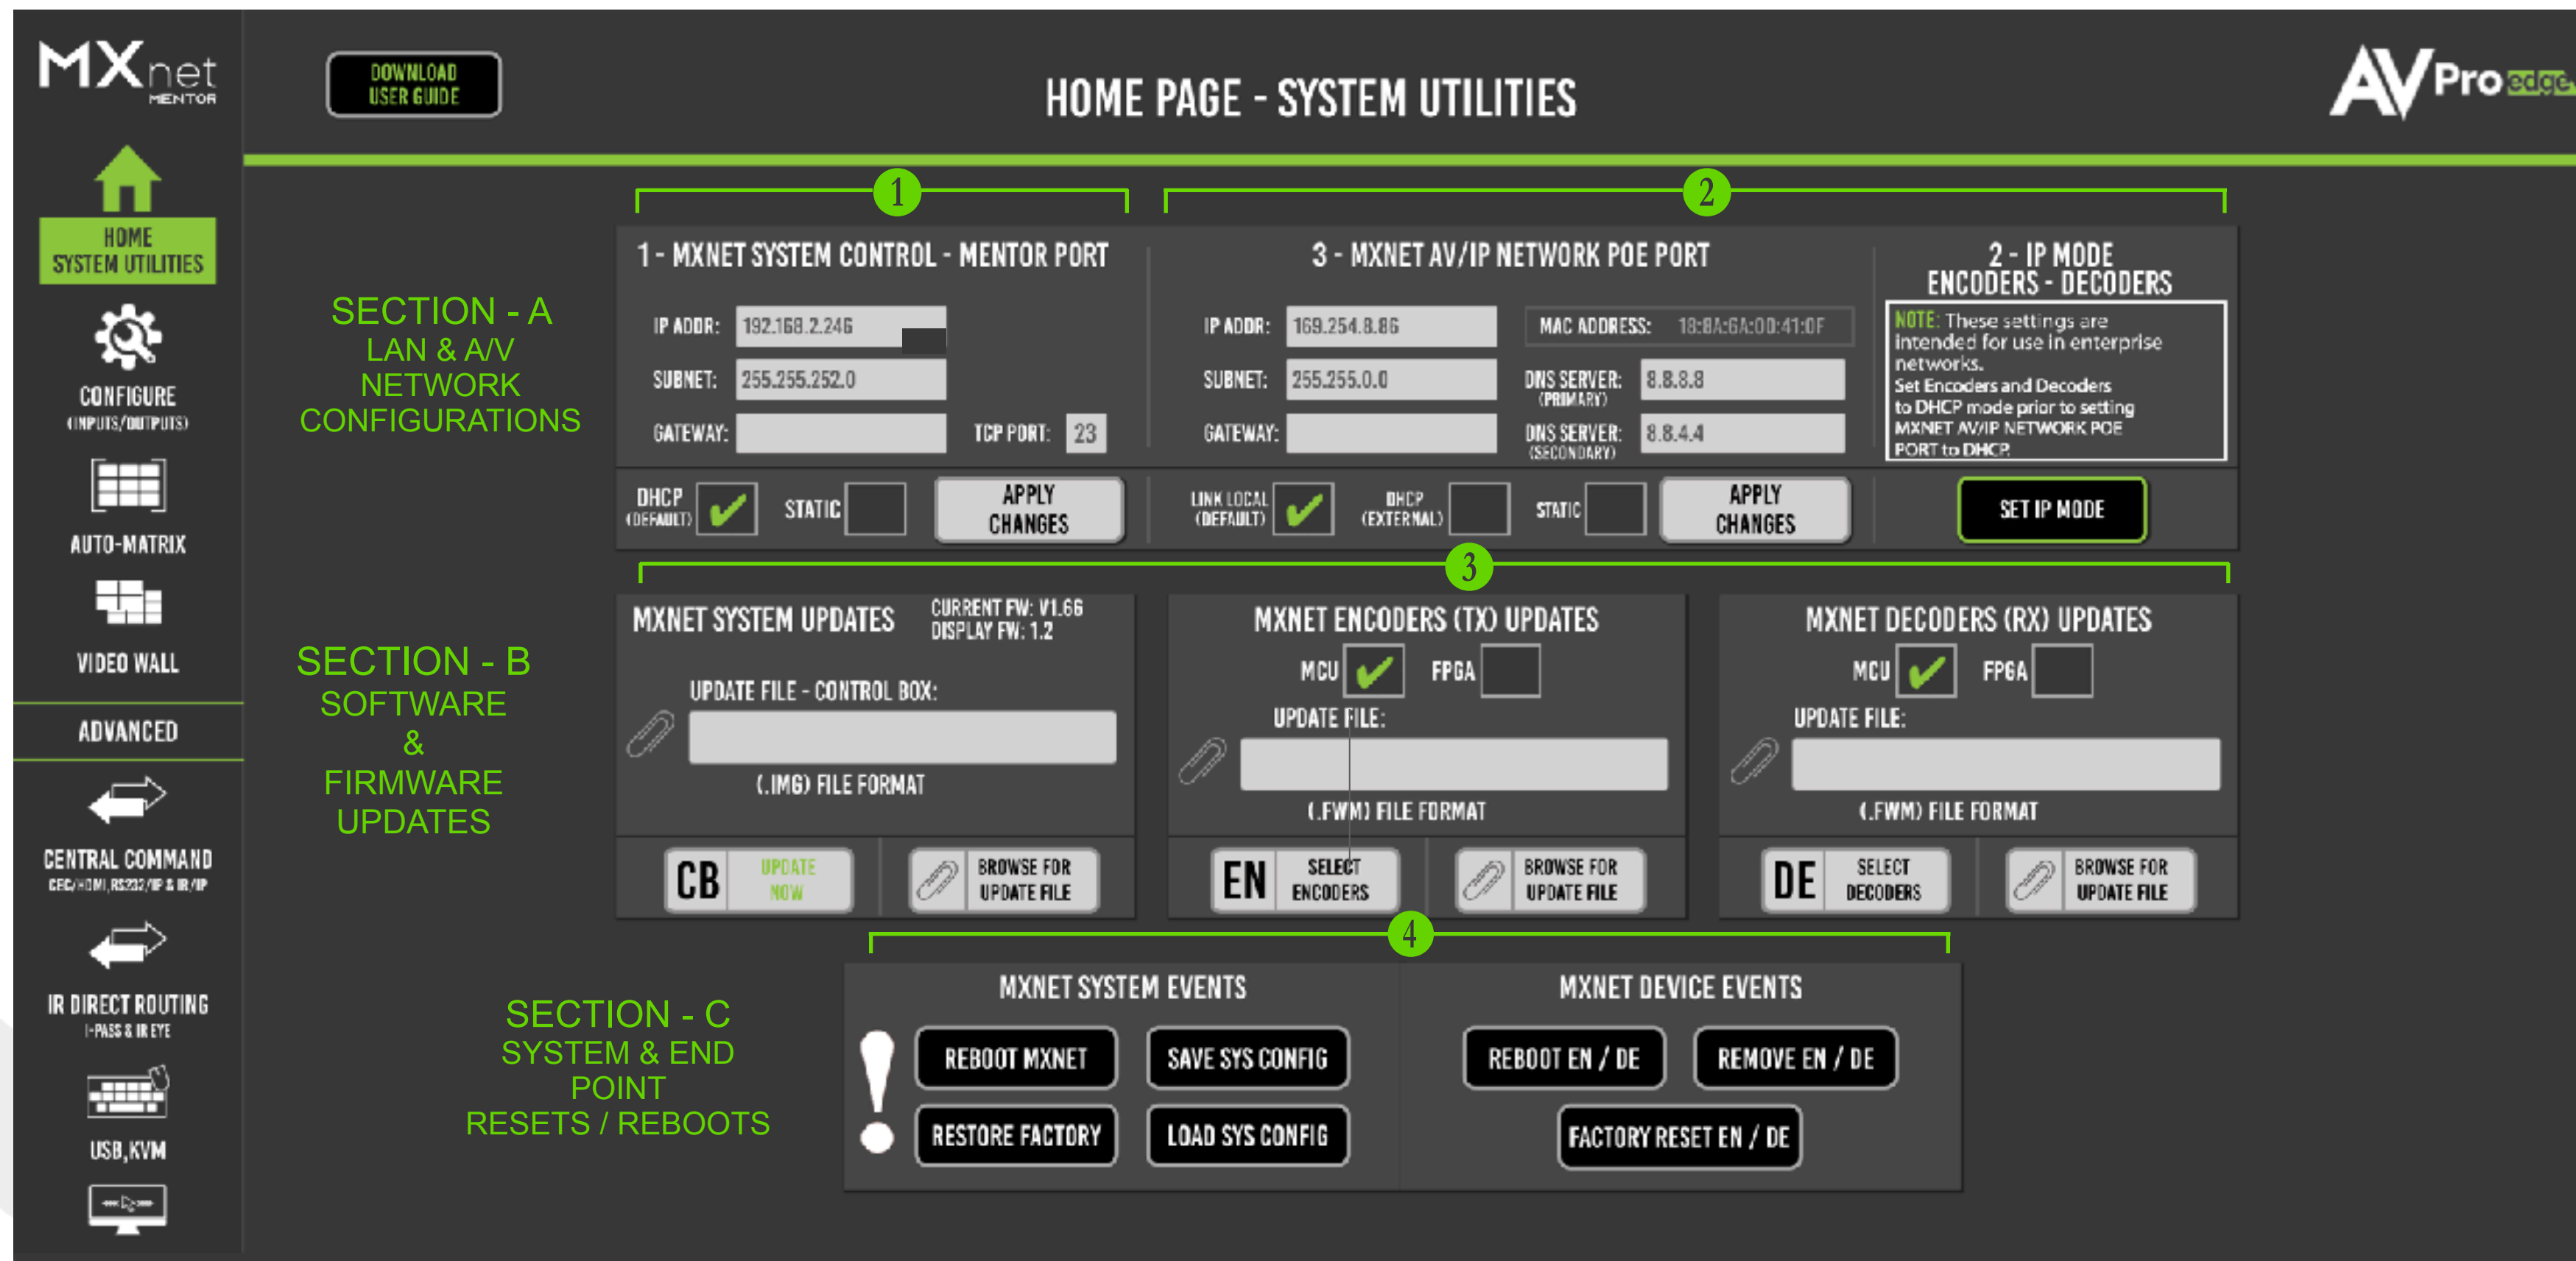 MXnet
MENTOR
DOWNLOAD
USER GUIDE
HOME PAGE - SYSTEM UTILITIES
AVPro edge
HOME
SYSTEM UTILITIES
CONFIGURE
(INPUTS/OUTPUTS)
AUTO-MATRIX
VIDEO WALL
ADVANCED
CENTRAL COMMAND
CEC/HDMI,RS232/IP & IR/IP
IR DIRECT ROUTING
I-PASS & IR EYE
USB,KVM
SECTION - A
LAN & A/V
NETWORK
CONFIGURATIONS
1
1 - MXNET SYSTEM CONTROL - MENTOR PORT
IP ADDR: 192.168.2.246
SUBNET: 255.255.252.0
GATEWAY:
TCP PORT: 23
DHCP
(DEFAULT)
STATIC
APPLY
CHANGES
2
3 - MXNET AV/IP NETWORK POE PORT
IP ADDR: 169.254.8.86
MAC ADDRESS: 18:8A:6A:00:41:0F
SUBNET: 255.255.0.0
DNS SERVER: 8.8.8.8
(PRIMARY)
GATEWAY:
DNS SERVER: 8.8.4.4
(SECONDARY)
LINK LOCAL
(DEFAULT)
DHCP
(EXTERNAL)
STATIC
APPLY
CHANGES
2 - IP MODE
ENCODERS - DECODERS
NOTE: These settings are
intended for use in enterprise
networks.
Set Encoders and Decoders
to DHCP mode prior to setting
MXNET AV/IP NETWORK POE
PORT to DHCP.
SET IP MODE
SECTION - B
SOFTWARE
&
FIRMWARE
UPDATES
3
MXNET SYSTEM UPDATES
CURRENT FW: V1.66
DISPLAY FW: 1.2
UPDATE FILE - CONTROL BOX:
(.IMG) FILE FORMAT
CB
UPDATE
NOW
BROWSE FOR
UPDATE FILE
MXNET ENCODERS (TX) UPDATES
MCU
FPGA
UPDATE FILE:
(.FWM) FILE FORMAT
EN
SELECT
ENCODERS
BROWSE FOR
UPDATE FILE
MXNET DECODERS (RX) UPDATES
MCU
FPGA
UPDATE FILE:
(.FWM) FILE FORMAT
DE
SELECT
DECODERS
BROWSE FOR
UPDATE FILE
SECTION - C
SYSTEM & END
POINT
RESETS / REBOOTS
4
MXNET SYSTEM EVENTS
!
REBOOT MXNET
SAVE SYS CONFIG
RESTORE FACTORY
LOAD SYS CONFIG
MXNET DEVICE EVENTS
REBOOT EN / DE
REMOVE EN / DE
FACTORY RESET EN / DE